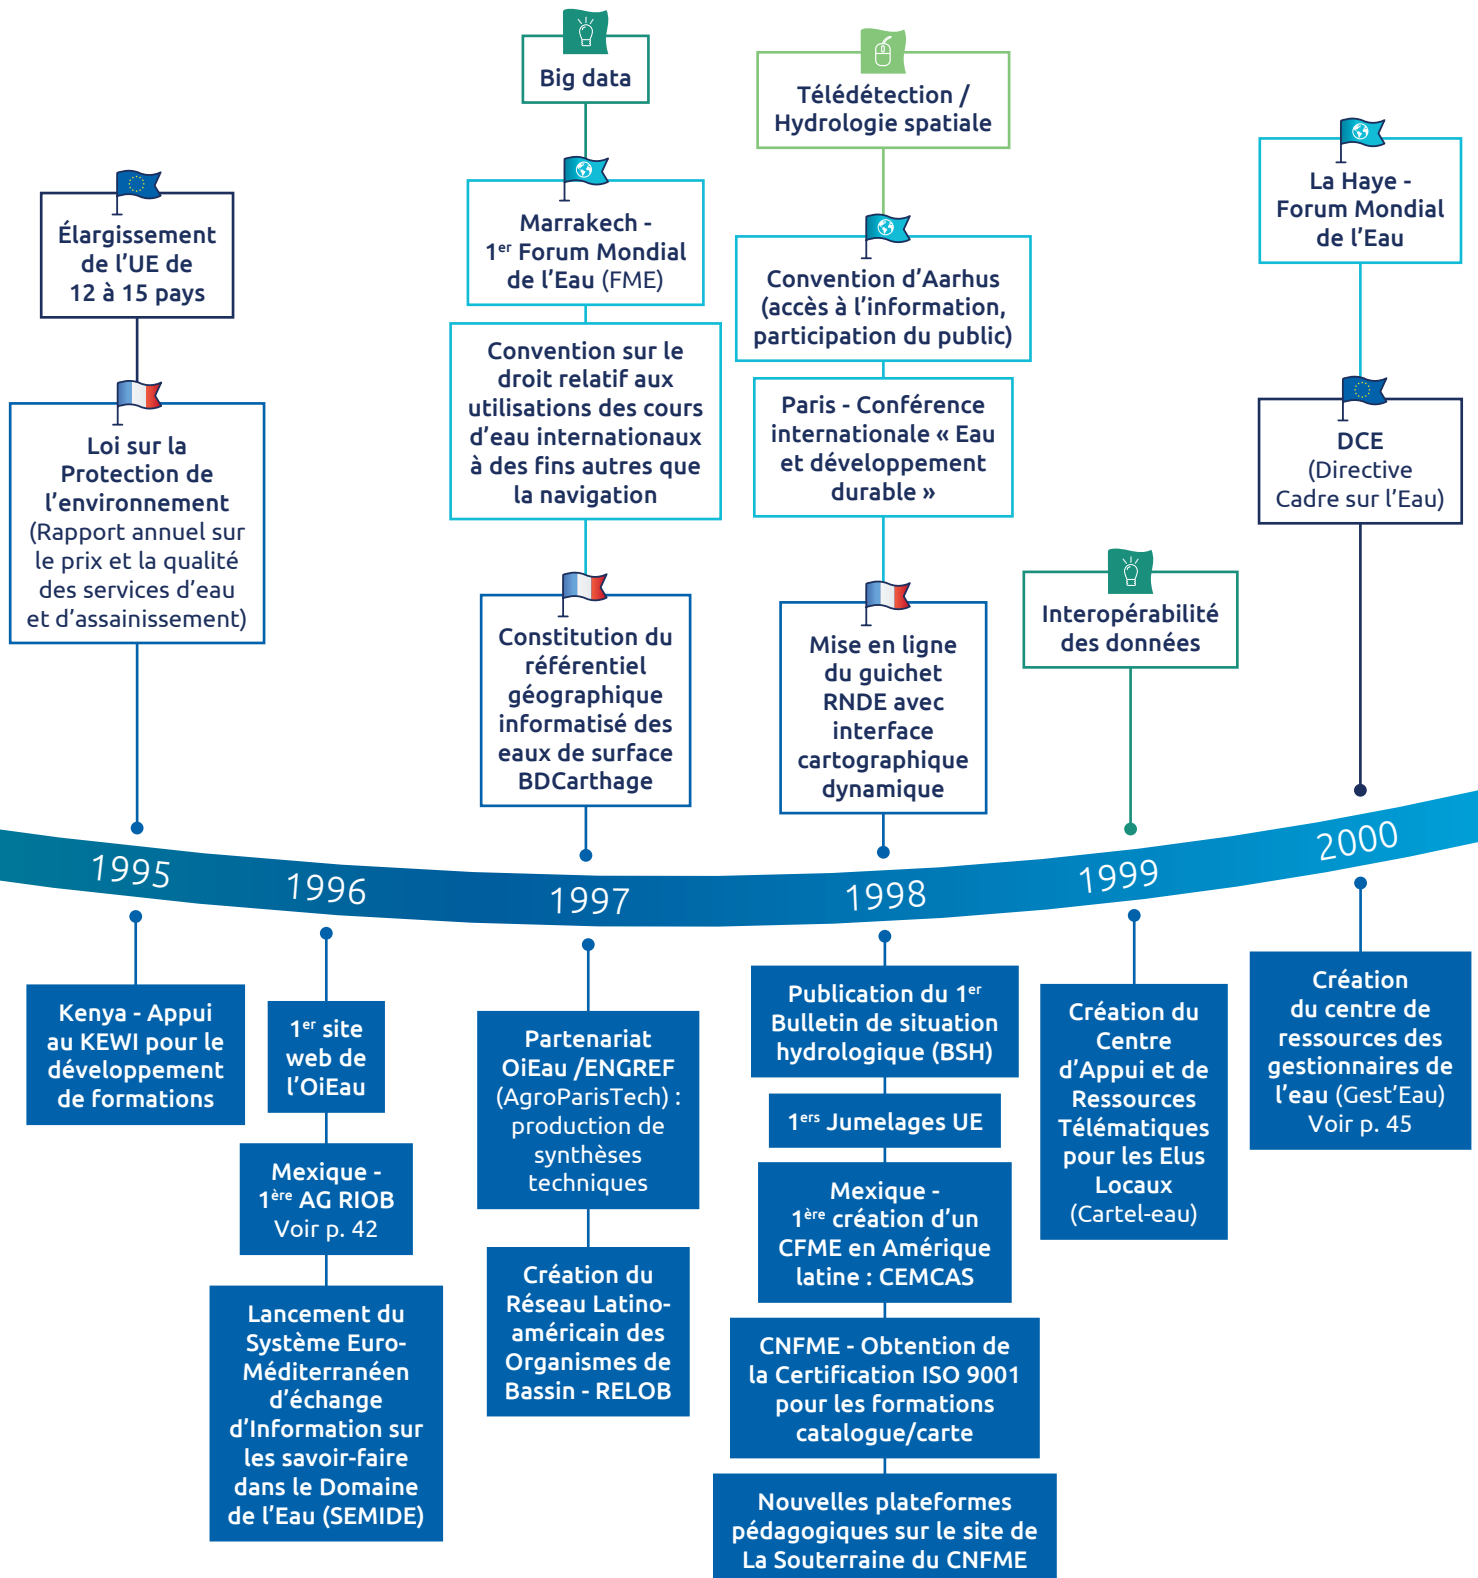 Big data
Télédétection /
Hydrologie spatiale
Élargissement
de l’UE de
12 à 15 pays
Loi sur la
Protection de
l’environnement
(Rapport annuel sur
le prix et la qualité
des services d’eau
et d’assainissement)
Marrakech -
1er Forum Mondial
de l’Eau (FME)
Convention sur le
droit relatif aux
utilisations des cours
d’eau internationaux
à des fins autres que
la navigation
Constitution du
référentiel
géographique
informatisé des
eaux de surface
BDCarthage
Convention d’Aarhus
(accès à l’information,
participation du public)
Paris - Conférence
internationale « Eau
et développement
durable »
Mise en ligne
du guichet
RNDE avec
interface
cartographique
dynamique
Interopérabilité
des données
La Haye -
Forum Mondial
de l’Eau
DCE
(Directive
Cadre sur l’Eau)
1995
1996
1997
1998
1999
2000
Kenya - Appui
au KEWI pour le
développement
de formations
1er site
web de
l’OiEau
Mexique -
1ère AG RIOB
Voir p. 42
Lancement du
Système Euro-
Méditerranéen
d’échange
d’Information sur
les savoir-faire
dans le Domaine
de l’Eau (SEMIDE)
Partenariat
OiEau /ENGREF
(AgroParisTech) :
production de
synthèses
techniques
Création du
Réseau Latino-
américain des
Organismes de
Bassin - RELOB
Publication du 1er
Bulletin de situation
hydrologique (BSH)
1ers Jumelages UE
Mexique -
1ère création d’un
CFME en Amérique
latine : CEMCAS
CNFME - Obtention de
la Certification ISO 9001
pour les formations
catalogue/carte
Nouvelles plateformes
pédagogiques sur le site de
La Souterraine du CNFME
Création du
Centre
d’Appui et de
Ressources
Télématiques
pour les Elus
Locaux
(Cartel-eau)
Création
du centre de
ressources des
gestionnaires de
l’eau (Gest’Eau)
Voir p. 45